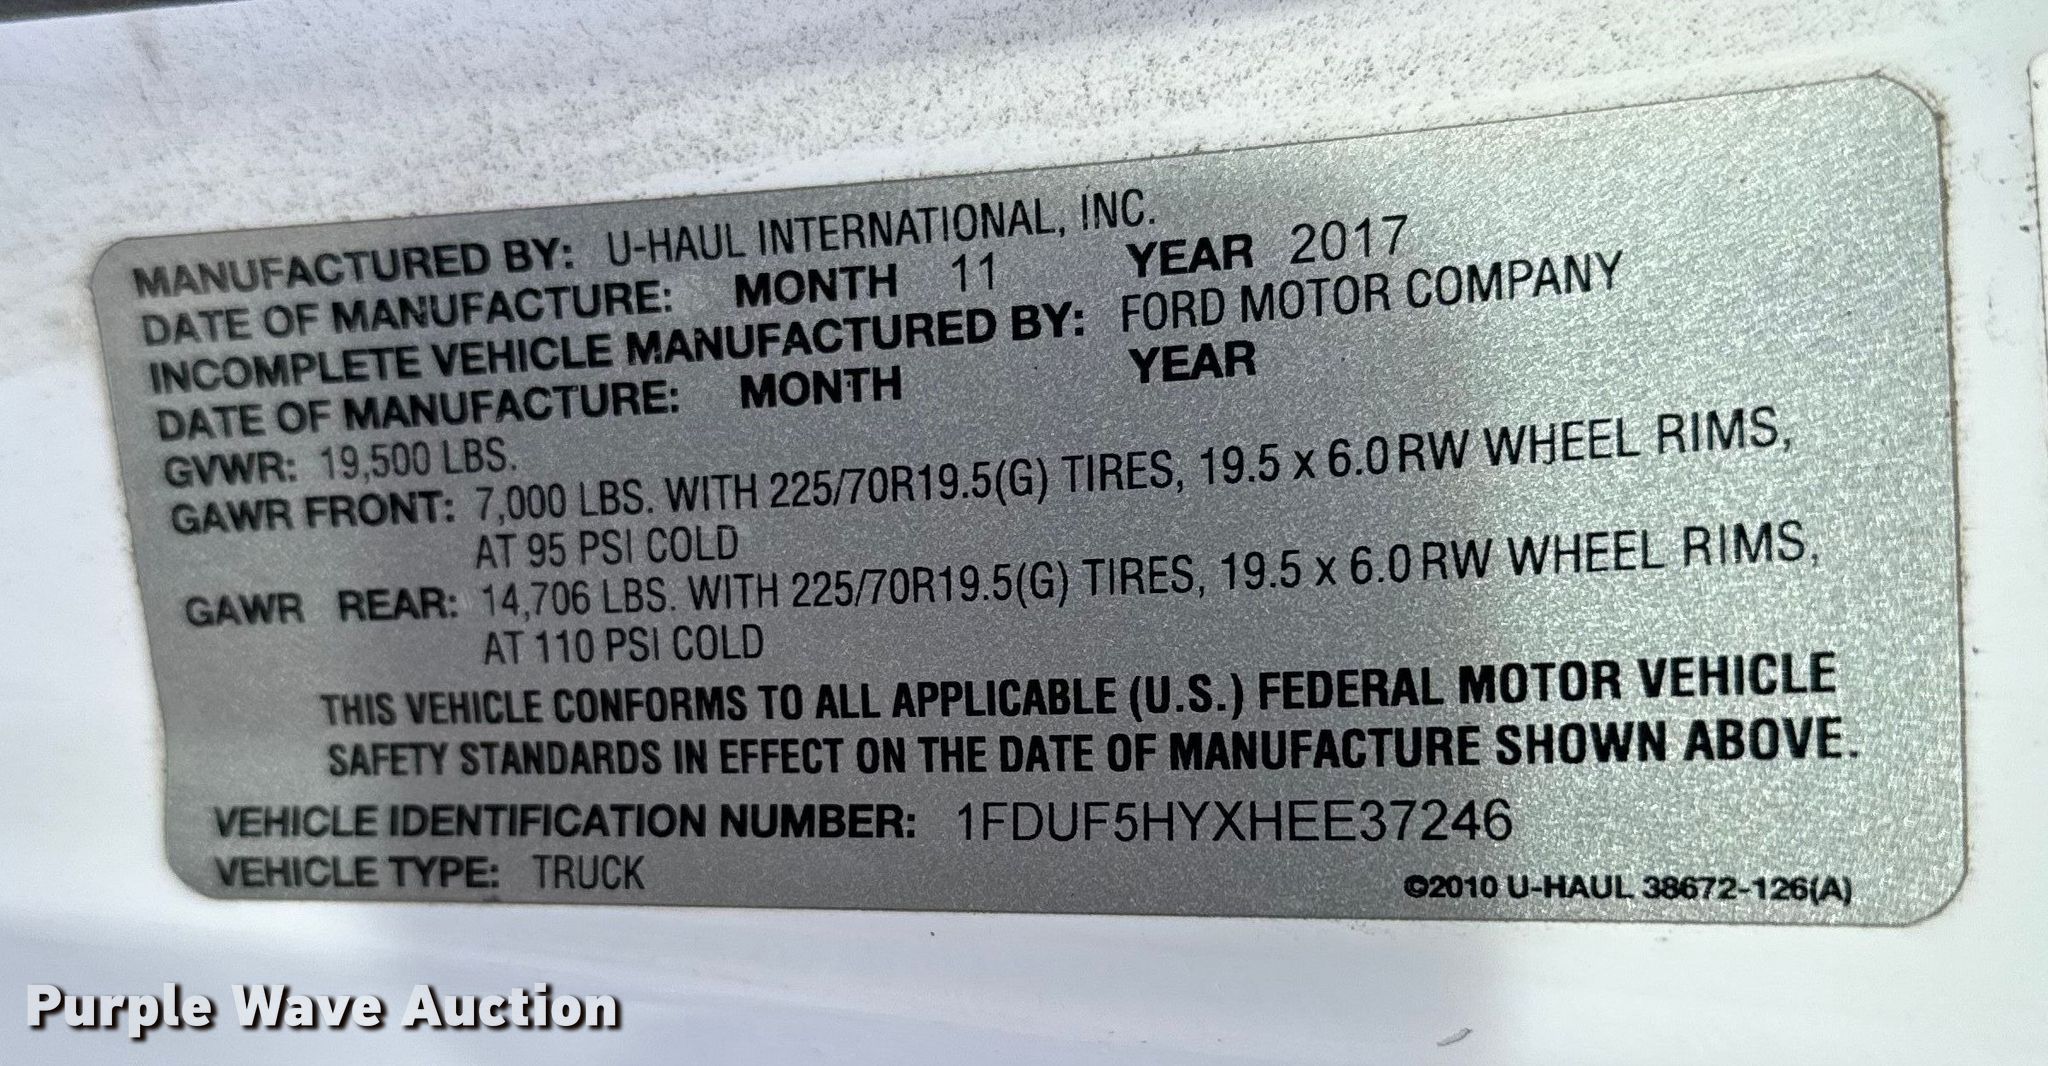 MANUFACTURED BY: U-HAUL INTERNATIONAL, INC.
DATE OF MANUFACTURE: MONTH 11 YEAR 2017
INCOMPLETE VEHICLE MANUFACTURED BY: FORD MOTOR COMPANY
DATE OF MANUFACTURE: MONTH YEAR
GVWR: 19,500 LBS.
GAWR FRONT: 7,000 LBS. WITH 225/70R19.5(G) TIRES, 19.5 x 6.0 RW WHEEL RIMS,
AT 95 PSI COLD
GAWR REAR: 14,706 LBS. WITH 225/70R19.5(G) TIRES, 19.5 x 6.0 RW WHEEL RIMS,
AT 110 PSI COLD
THIS VEHICLE CONFORMS TO ALL APPLICABLE (U.S.) FEDERAL MOTOR VEHICLE
SAFETY STANDARDS IN EFFECT ON THE DATE OF MANUFACTURE SHOWN ABOVE.
VEHICLE IDENTIFICATION NUMBER: 1FDUF5HYXHEE37246
VEHICLE TYPE: TRUCK
©2010 U-HAUL 38672-126(A)
Purple Wave Auction